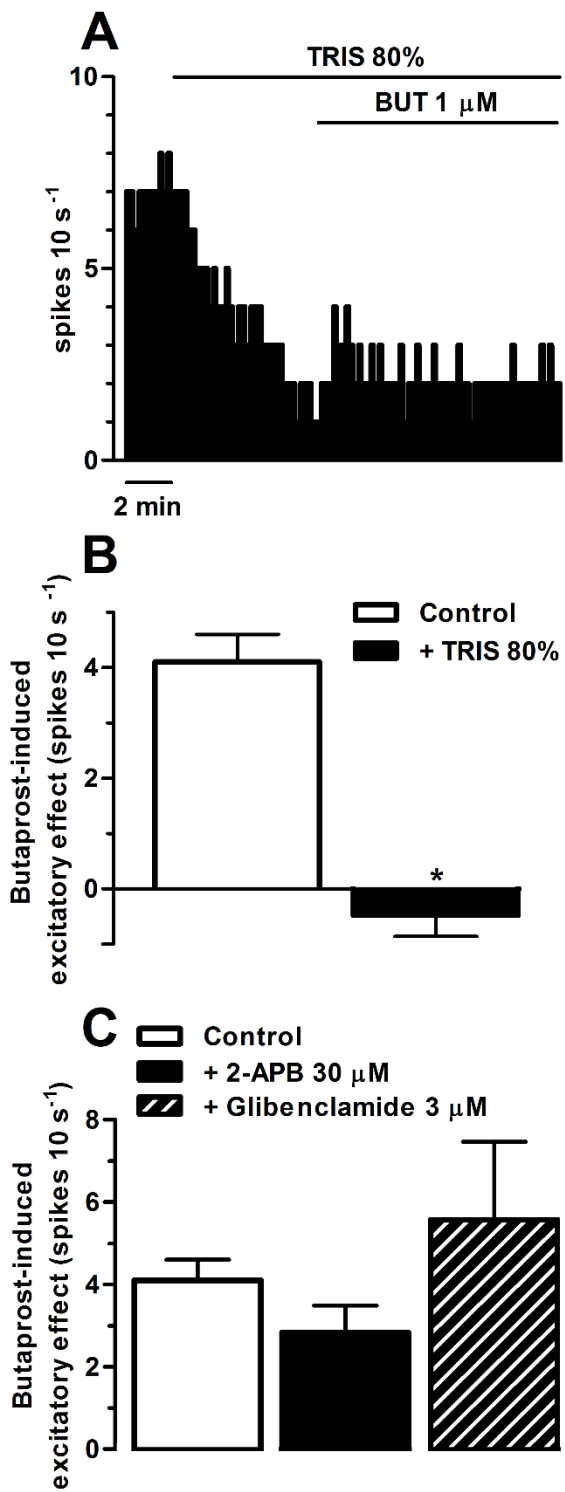 A
TRIS 80%
BUT 1 μM
10
5
0
spikes 10 s⁻¹
2 min
B
Control
+ TRIS 80%
4
2
0
*
Butaprost-induced
excitatory effect (spikes 10 s ⁻¹)
C
Control
+ 2-APB 30 μM
+ Glibenclamide 3 μM
8
6
4
2
0
Butaprost-induced
excitatory effect (spikes 10 s⁻¹)